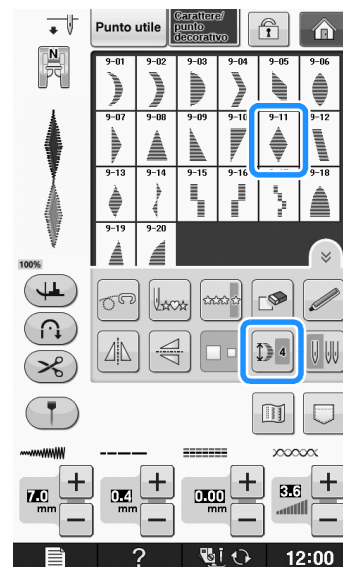 Punto utile
Carattere/
punto
decorativo
N
9-01 9-02 9-03 9-04 9-05 9-06
9-07 9-08 9-09 9-10 9-11 9-12
9-13 9-14 9-15 9-16 9-18
9-19 9-20
100%
4
7.0 mm
0.4 mm
0.00 mm
3.6
?
12:00